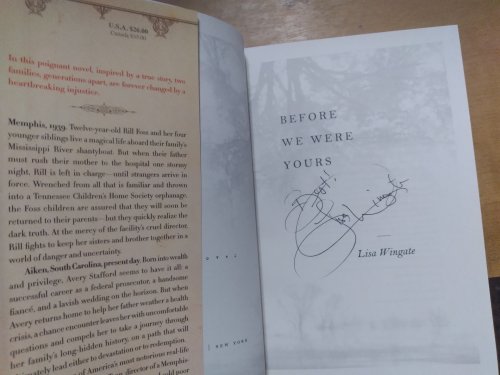 U.S.A. $26.00
Canada $35.00
In this poignant novel, inspired by a true story, two
families, generations apart, are forever changed by a
heartbreaking injustice.
Memphis, 1939. Twelve-year-old Rill Foss and her four
younger siblings live a magical life aboard their family's
Mississippi River shantyboat. But when their father
must rush their mother to the hospital one stormy
night, Rill is left in charge—until strangers arrive in
force. Wrenched from all that is familiar and thrown
into a Tennessee Children's Home Society orphanage,
the Foss children are assured that they will soon be
returned to their parents—but they quickly realize the
dark truth. At the mercy of the facility's cruel director,
Rill fights to keep her sisters and brother together in a
world of danger and uncertainty.
Aiken, South Carolina, present day. Born into wealth
and privilege, Avery Stafford seems to have it all: a
successful career as a federal prosecutor, a handsome
fiancé, and a lavish wedding on the horizon. But when
Avery returns home to help her father weather a health
crisis, a chance encounter leaves her with uncomfortable
questions and compels her to take a journey through
her family's long-hidden history, on a path that will
ultimately lead either to devastation or to redemption.
of America's most notorious real-life
director of a Memphis-
BEFORE
WE WERE
YOURS
Lisa Wingate
NEW YORK